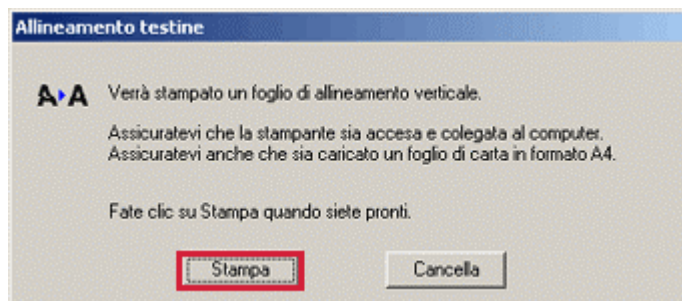 Allineamento testine
A▸A Verrà stampato un foglio di allineamento verticale.
Assicuratevi che la stampante sia accesa e colegata al computer.
Assicuratevi anche che sia caricato un foglio di carta in formato A4.
Fate clic su Stampa quando siete pronti.
Stampa Cancella